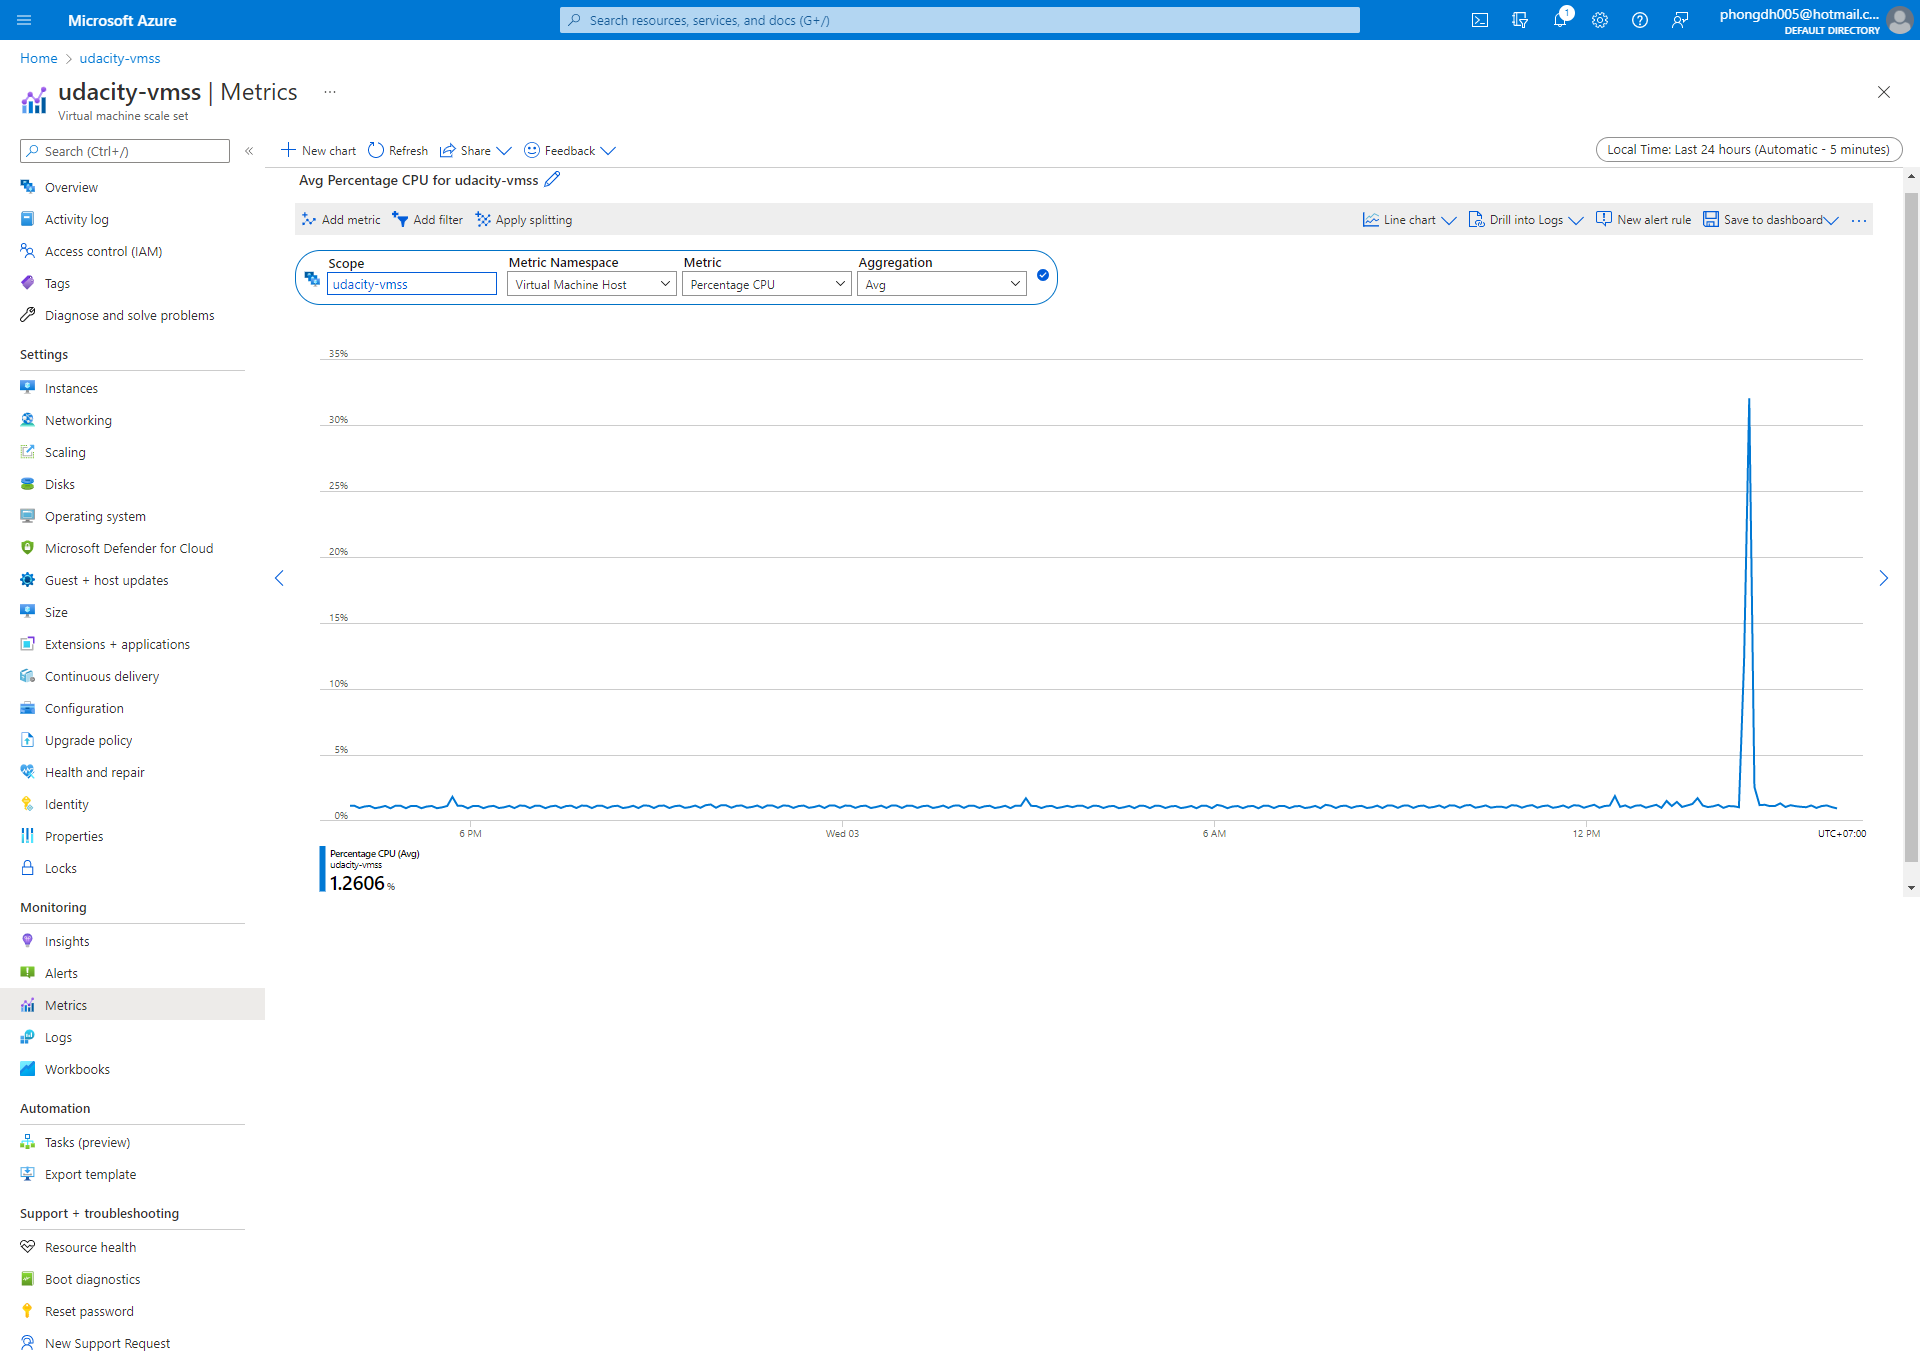 Microsoft Azure
Search resources, services, and docs (G+/)
1
phongdh005@hotmail.c...
DEFAULT DIRECTORY
Home > udacity-vmss
udacity-vmss | Metrics ...
Virtual machine scale set
Search (Ctrl+/)
«
Overview
Activity log
Access control (IAM)
Tags
Diagnose and solve problems
Settings
Instances
Networking
Scaling
Disks
Operating system
Microsoft Defender for Cloud
Guest + host updates
Size
Extensions + applications
Continuous delivery
Configuration
Upgrade policy
Health and repair
Identity
Properties
Locks
Monitoring
Insights
Alerts
Metrics
Logs
Workbooks
Automation
Tasks (preview)
Export template
Support + troubleshooting
Resource health
Boot diagnostics
Reset password
New Support Request
New chart Refresh Share Feedback
Local Time: Last 24 hours (Automatic - 5 minutes)
Avg Percentage CPU for udacity-vmss
Add metric Add filter Apply splitting
Line chart Drill into Logs New alert rule Save to dashboard ...
Scope Metric Namespace Metric Aggregation
udacity-vmss Virtual Machine Host Percentage CPU Avg
35%
30%
25%
20%
15%
10%
5%
0%
6 PM Wed 03 6 AM 12 PM UTC+07:00
Percentage CPU (Avg)
udacity-vmss
1.2606 %